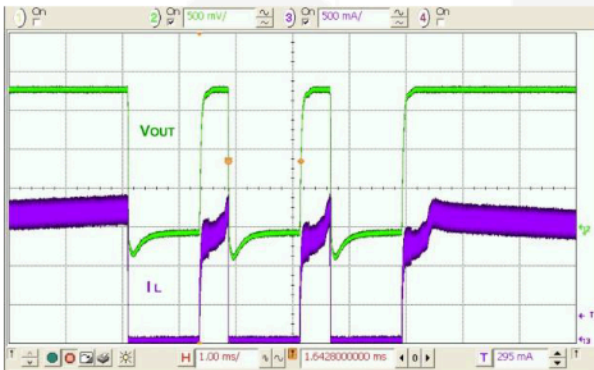 1 On 2 On 500 mV/ 3 On 500 mA/ 4 On
VOUT
IL
H 1.00 ms/ T 1.6428000000 ms 0 T 295 mA